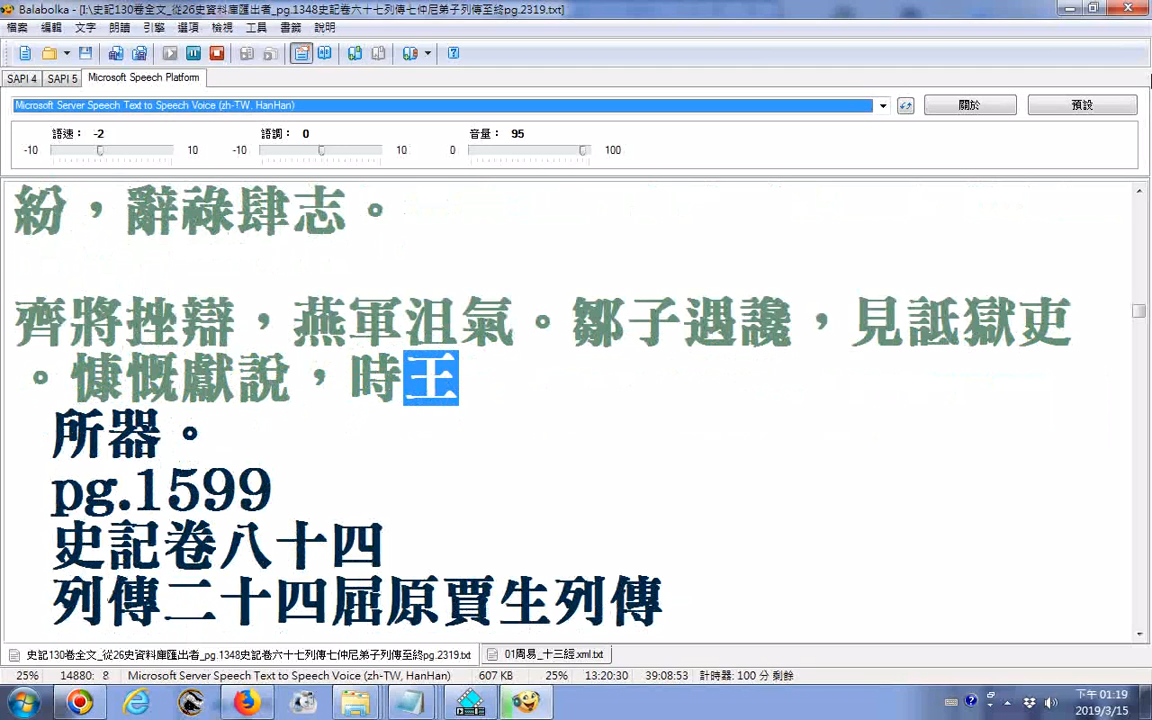 Balabolka - [I:\史記130卷全文_從26史資料庫匯出者_pg.1348史記卷六十七列傳七仲尼弟子列傳至終pg.2319.txt]
檔案 編輯 文字 朗讀 引擎 選項 檢視 工具 書籤 說明
SAPI 4 SAPI 5 Microsoft Speech Platform
Microsoft Server Speech Text to Speech Voice (zh-TW, HanHan)
關於 預設
語速： -2 語調： 0 音量： 95
-10 10 -10 10 0 100
紛，辭祿肆志。
齊將挫辯，燕軍沮氣。鄒子遇讒，見詆獄吏
。慷慨獻說，時王
所器。
pg.1599
史記卷八十四
列傳二十四屈原賈生列傳
史記130卷全文_從26史資料庫匯出者_pg.1348史記卷六十七列傳七仲尼弟子列傳至終pg.2319.txt 01周易_十三經.xml.txt
25% 14880: 8 Microsoft Server Speech Text to Speech Voice (zh-TW, HanHan) 607 KB 25% 13:20:30 39:08:53 計時器: 100 分 剩餘
下午 01:19
2019/3/15